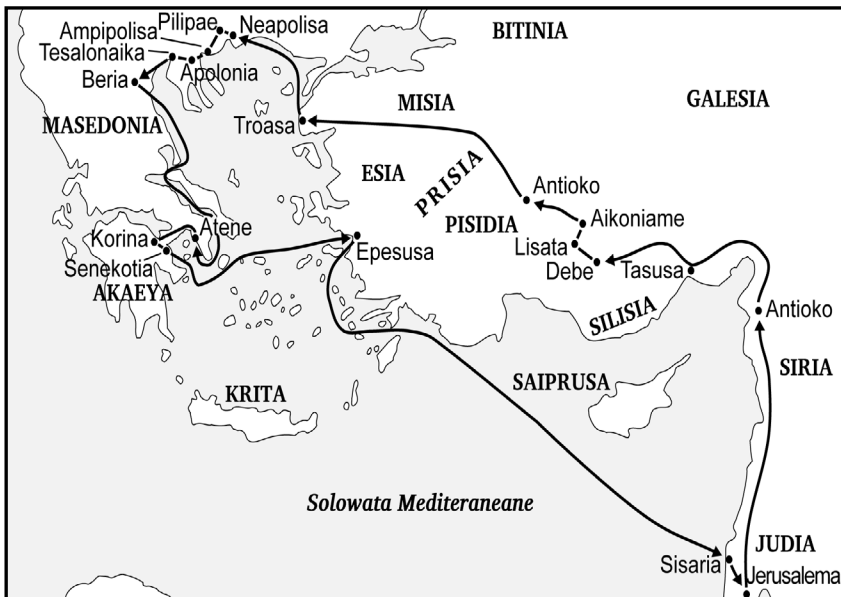 Pilipae
Neapolisa
Ampipolisa
Tesalonaika
Apolonia
Beria
BITINIA
MISIA
GALESIA
MASEDONIA
Troasa
ESIA
PRISIA
Antioko
PISIDIA
Aikoniame
Lisata
Debe
Tasusa
Korina
Atene
Senekotia
AKAEYA
Epesusa
SILISIA
Antioko
SIRIA
KRITA
SAIPRUSA
Solowata Mediteraneane
Sisaria
JUDIA
Jerusalema